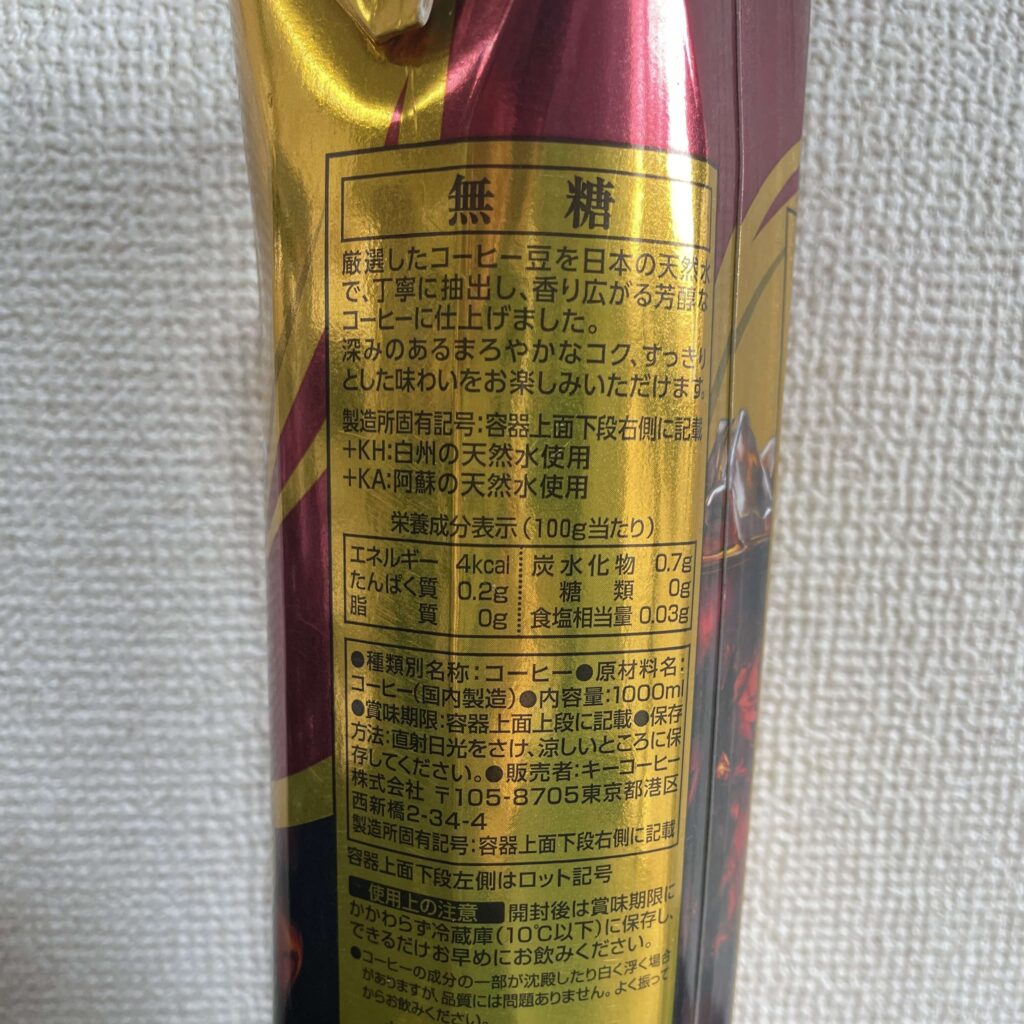 無糖
厳選したコーヒー豆を日本の天然水
で、丁寧に抽出し、香り広がる芳醇な
コーヒーに仕上げました。
深みのあるまろやかなコク、すっきり
とした味わいをお楽しみいただけます。
製造所固有記号:容器上面下段右側に記載
+KH:白州の天然水使用
+KA:阿蘇の天然水使用
栄養成分表示(100g当たり)
エネルギー 4kcal 炭水化物 0.7g
たんぱく質 0.2g 糖類 0g
脂質 0g 食塩相当量 0.03g
●種類別名称:コーヒー●原材料名:
コーヒー(国内製造)●内容量:1000ml
●賞味期限:容器上面上段に記載●保存
方法:直射日光をさけ、涼しいところに保
存してください。●販売者:キーコーヒー
株式会社 〒105-8705東京都港区
西新橋2-34-4
製造所固有記号:容器上面下段右側に記載
容器上面下段左側はロット記号
使用上の注意 開封後は賞味期限に
かかわらず冷蔵庫(10℃以下)に保存し、
できるだけお早めにお飲みください。
●コーヒーの成分の一部が沈殿したり白く浮く場合
がありますが、品質には問題ありません。よく振って
からお飲みください。